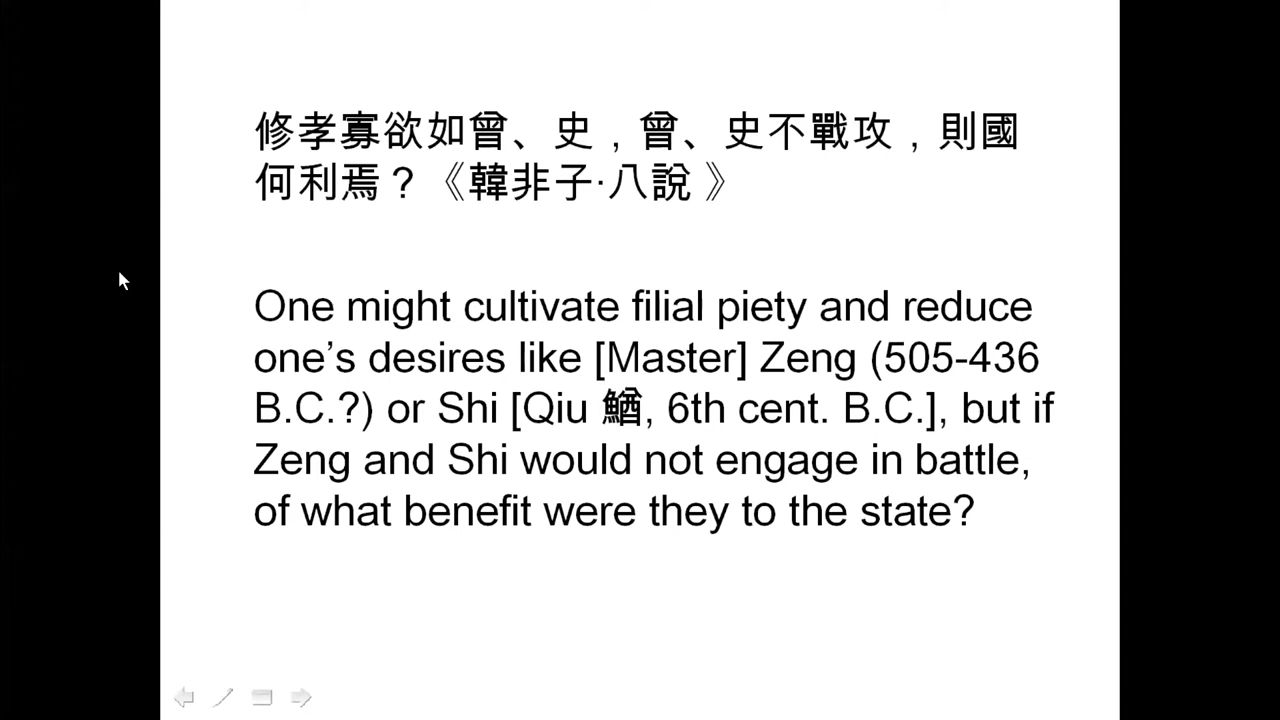 修孝寡欲如曾、史，曾、史不戰攻，則國
何利焉？《韓非子·八說 》
One might cultivate filial piety and reduce
one’s desires like [Master] Zeng (505-436
B.C.?) or Shi [Qiu 鰌, 6th cent. B.C.], but if
Zeng and Shi would not engage in battle,
of what benefit were they to the state?